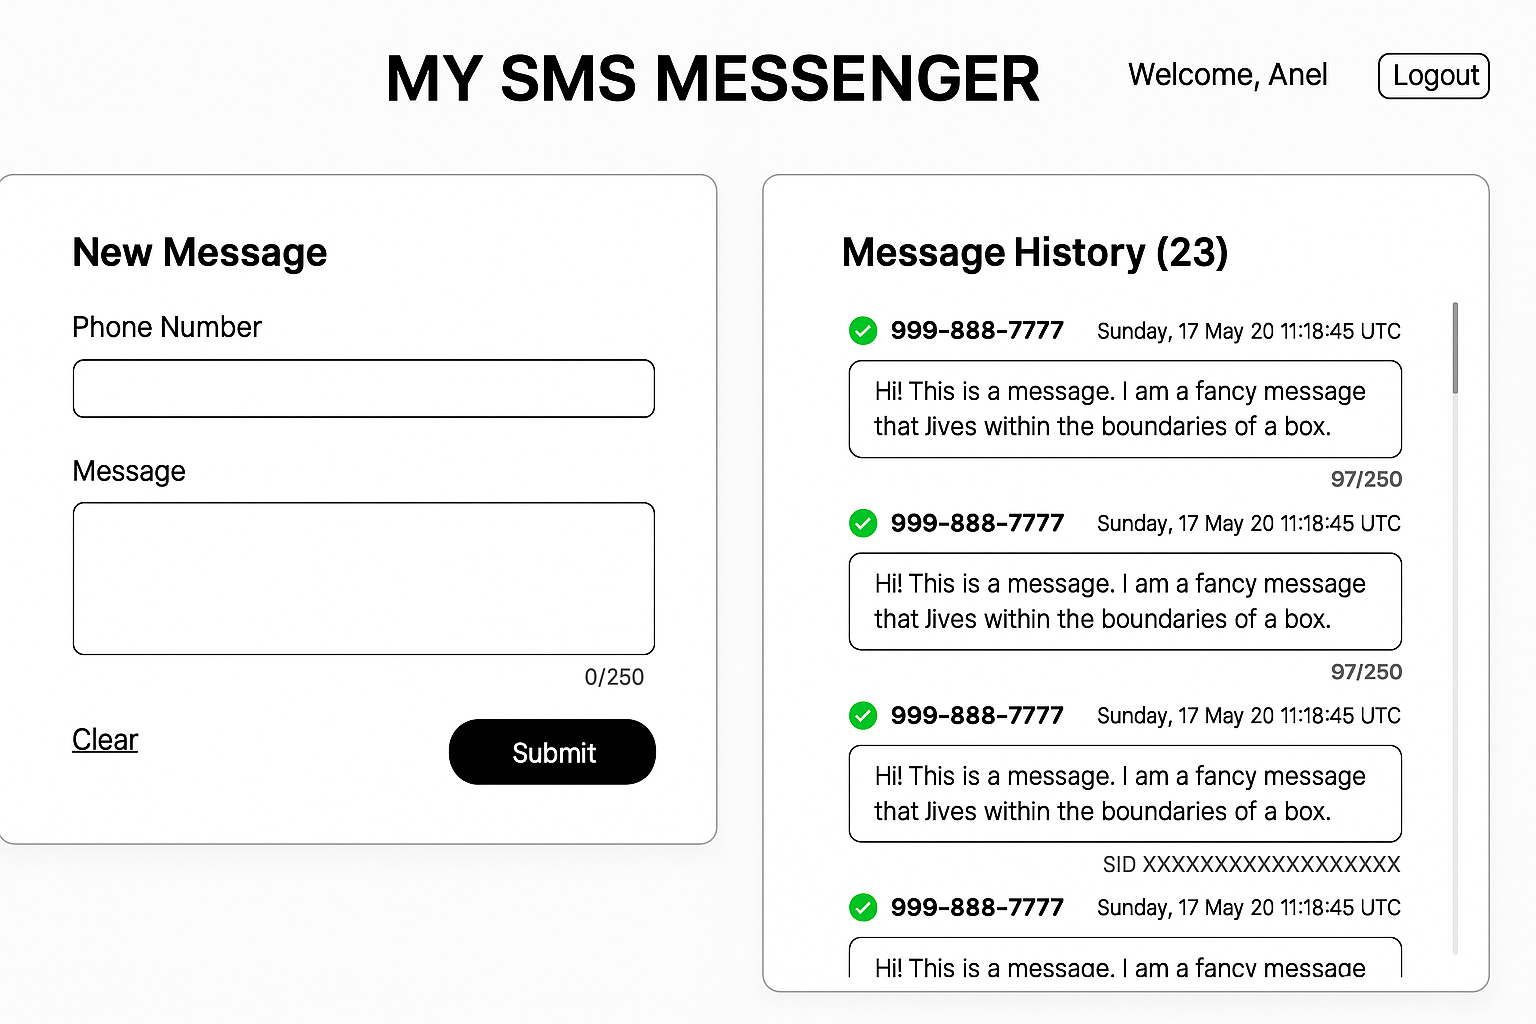 MY SMS MESSENGER
Welcome, Anel
Logout
New Message
Phone Number
Message
0/250
Clear
Submit
Message History (23)
999-888-7777 Sunday, 17 May 20 11:18:45 UTC
Hi! This is a message. I am a fancy message
that Jives within the boundaries of a box.
97/250
999-888-7777 Sunday, 17 May 20 11:18:45 UTC
Hi! This is a message. I am a fancy message
that Jives within the boundaries of a box.
97/250
999-888-7777 Sunday, 17 May 20 11:18:45 UTC
Hi! This is a message. I am a fancy message
that Jives within the boundaries of a box.
SID XXXXXXXXXXXXXXXXXX
999-888-7777 Sunday, 17 May 20 11:18:45 UTC
Hi! This is a message. I am a fancy message